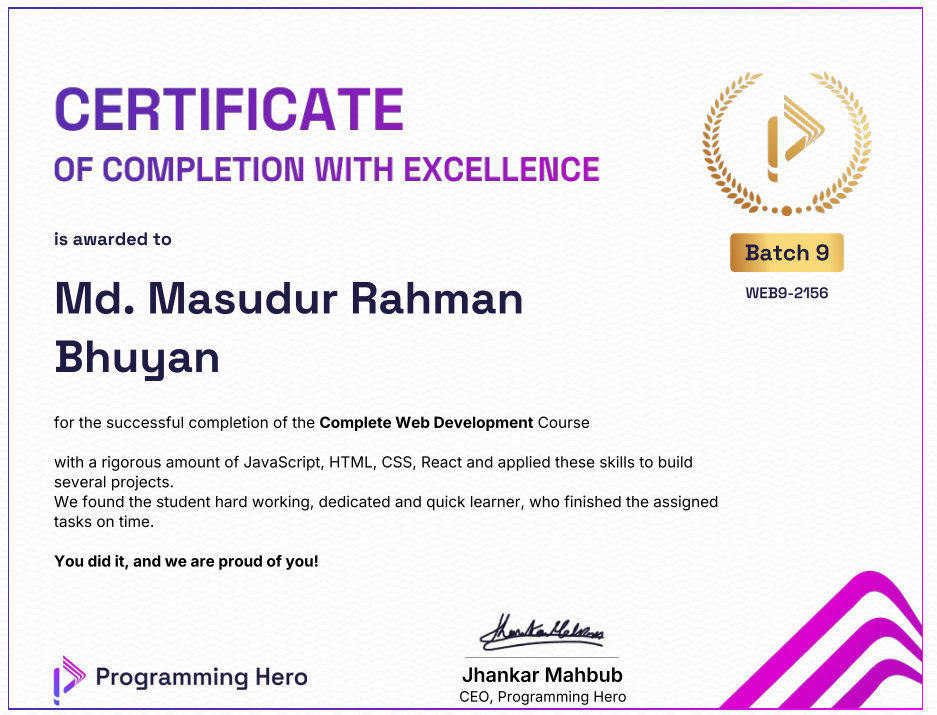 CERTIFICATE
OF COMPLETION WITH EXCELLENCE
is awarded to
Md. Masudur Rahman
Bhuyan
Batch 9
WEB9-2156
for the successful completion of the Complete Web Development Course
with a rigorous amount of JavaScript, HTML, CSS, React and applied these skills to build
several projects.
We found the student hard working, dedicated and quick learner, who finished the assigned
tasks on time.
You did it, and we are proud of you!
Programming Hero
Jhankar Mahbub
CEO, Programming Hero